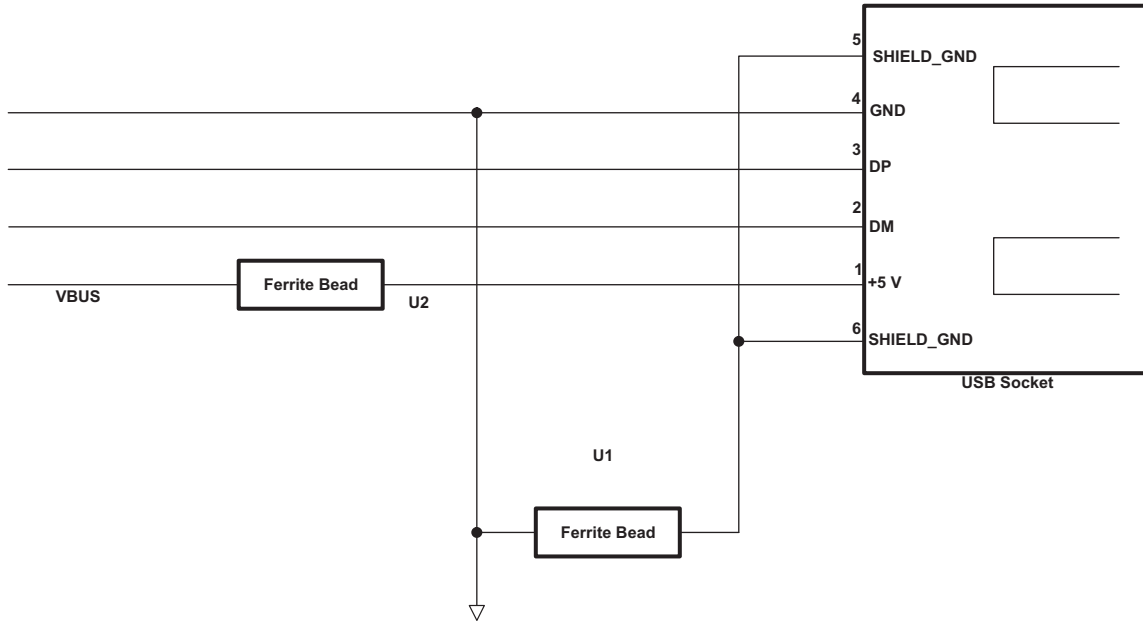 5
SHIELD_GND
4
GND
3
DP
2
DM
1
+5 V
VBUS
Ferrite Bead
U2
6
SHIELD_GND
USB Socket
U1
Ferrite Bead